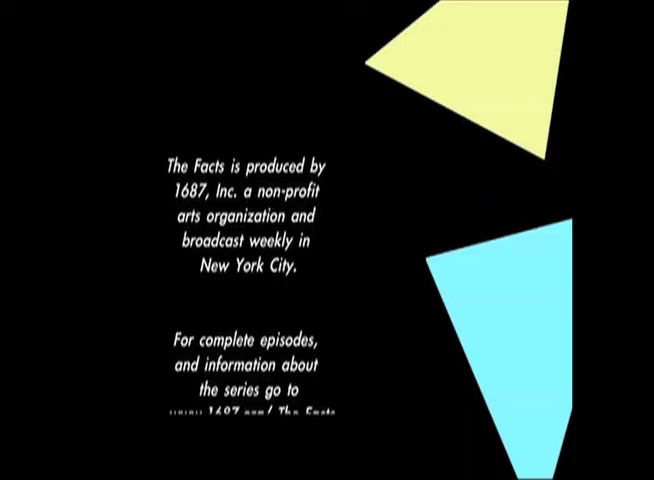 The Facts is produced by
1687, Inc. a non-profit
arts organization and
broadcast weekly in
New York City.
For complete episodes,
and information about
the series go to